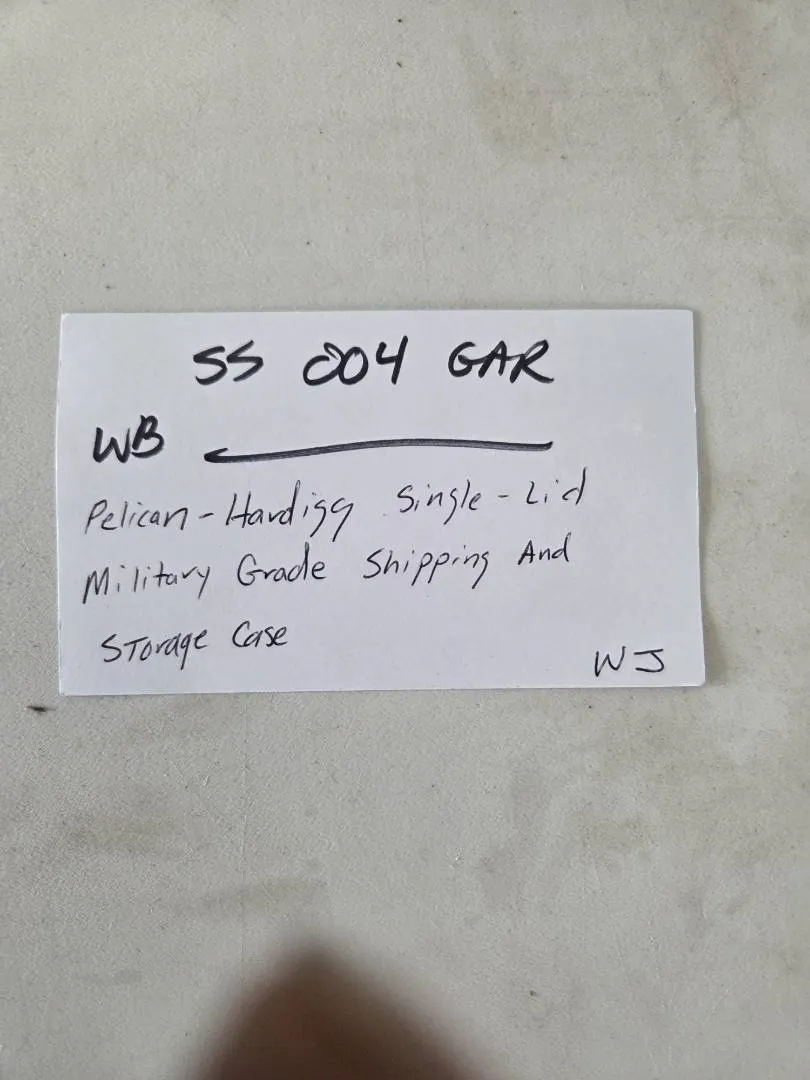 SS 004 GAR
WB
Pelican-Hardigg Single-Lid
Military Grade Shipping And
Storage Case
WJ